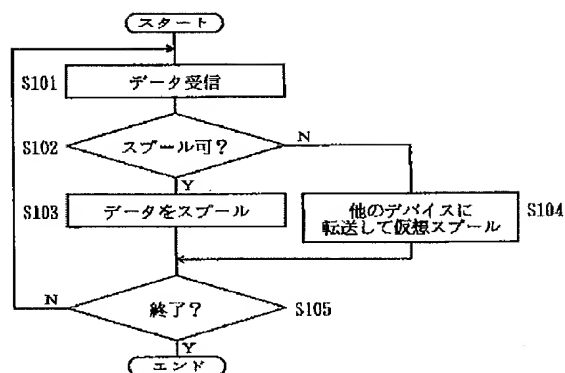 スタート
S101
データ受信
S102
スプール可?
N
Y
S103
データをスプール
他のデバイスに
転送して仮想スプール
S104
N
終了?
S105
Y
エンド